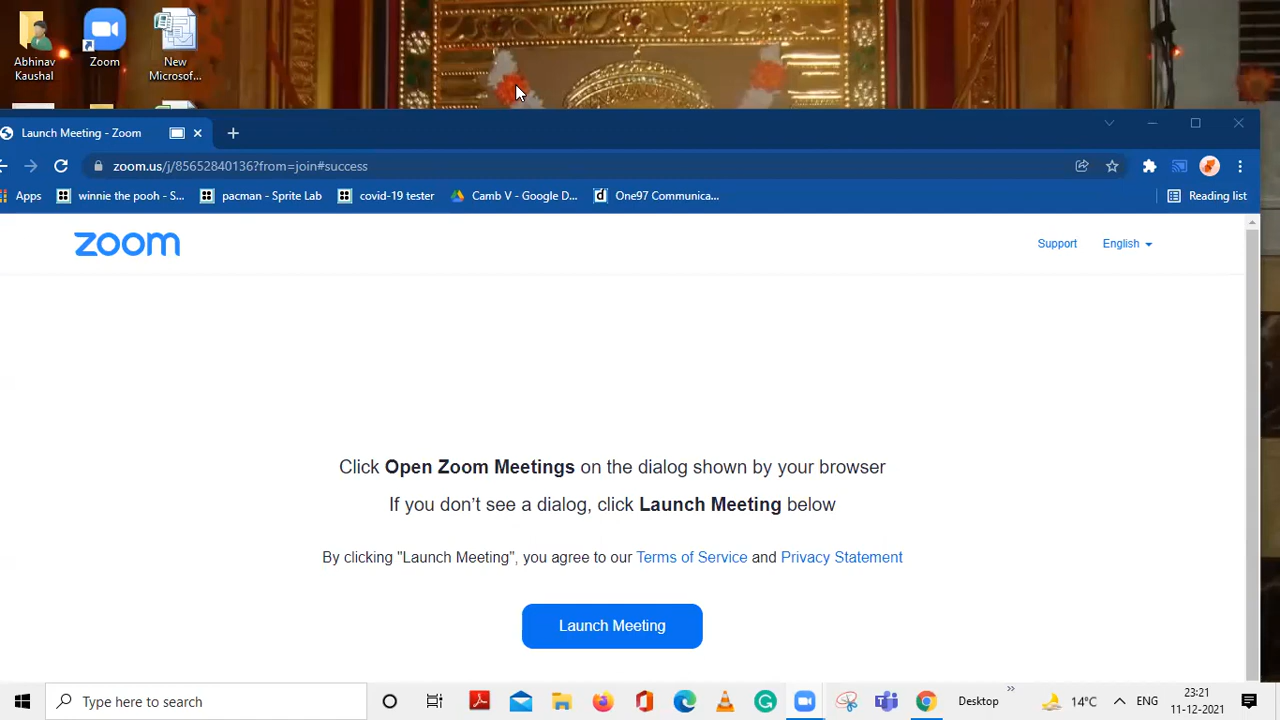 Abhinav
Kaushal
Zoom
New
Microsof...
Launch Meeting - Zoom
zoom.us/j/85652840136?from=join#success
Apps
winnie the pooh - S...
pacman - Sprite Lab
covid-19 tester
Camb V - Google D...
One97 Communica...
Reading list
zoom
Support
English
Click Open Zoom Meetings on the dialog shown by your browser
If you don’t see a dialog, click Launch Meeting below
By clicking "Launch Meeting", you agree to our Terms of Service and Privacy Statement
Launch Meeting
Type here to search
Desktop
14°C
ENG
23:21
11-12-2021